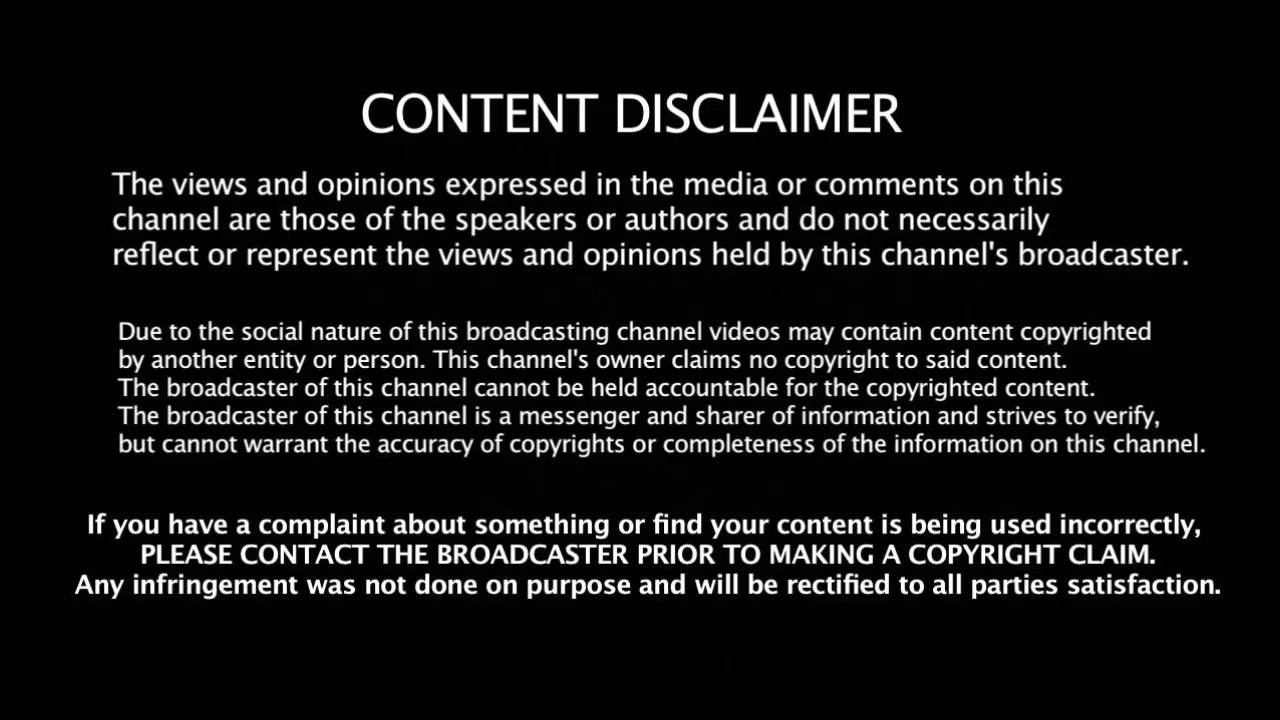 CONTENT DISCLAIMER
The views and opinions expressed in the media or comments on this
channel are those of the speakers or authors and do not necessarily
reflect or represent the views and opinions held by this channel's broadcaster.
Due to the social nature of this broadcasting channel videos may contain content copyrighted
by another entity or person. This channel's owner claims no copyright to said content.
The broadcaster of this channel cannot be held accountable for the copyrighted content.
The broadcaster of this channel is a messenger and sharer of information and strives to verify,
but cannot warrant the accuracy of copyrights or completeness of the information on this channel.
If you have a complaint about something or find your content is being used incorrectly,
PLEASE CONTACT THE BROADCASTER PRIOR TO MAKING A COPYRIGHT CLAIM.
Any infringement was not done on purpose and will be rectified to all parties satisfaction.